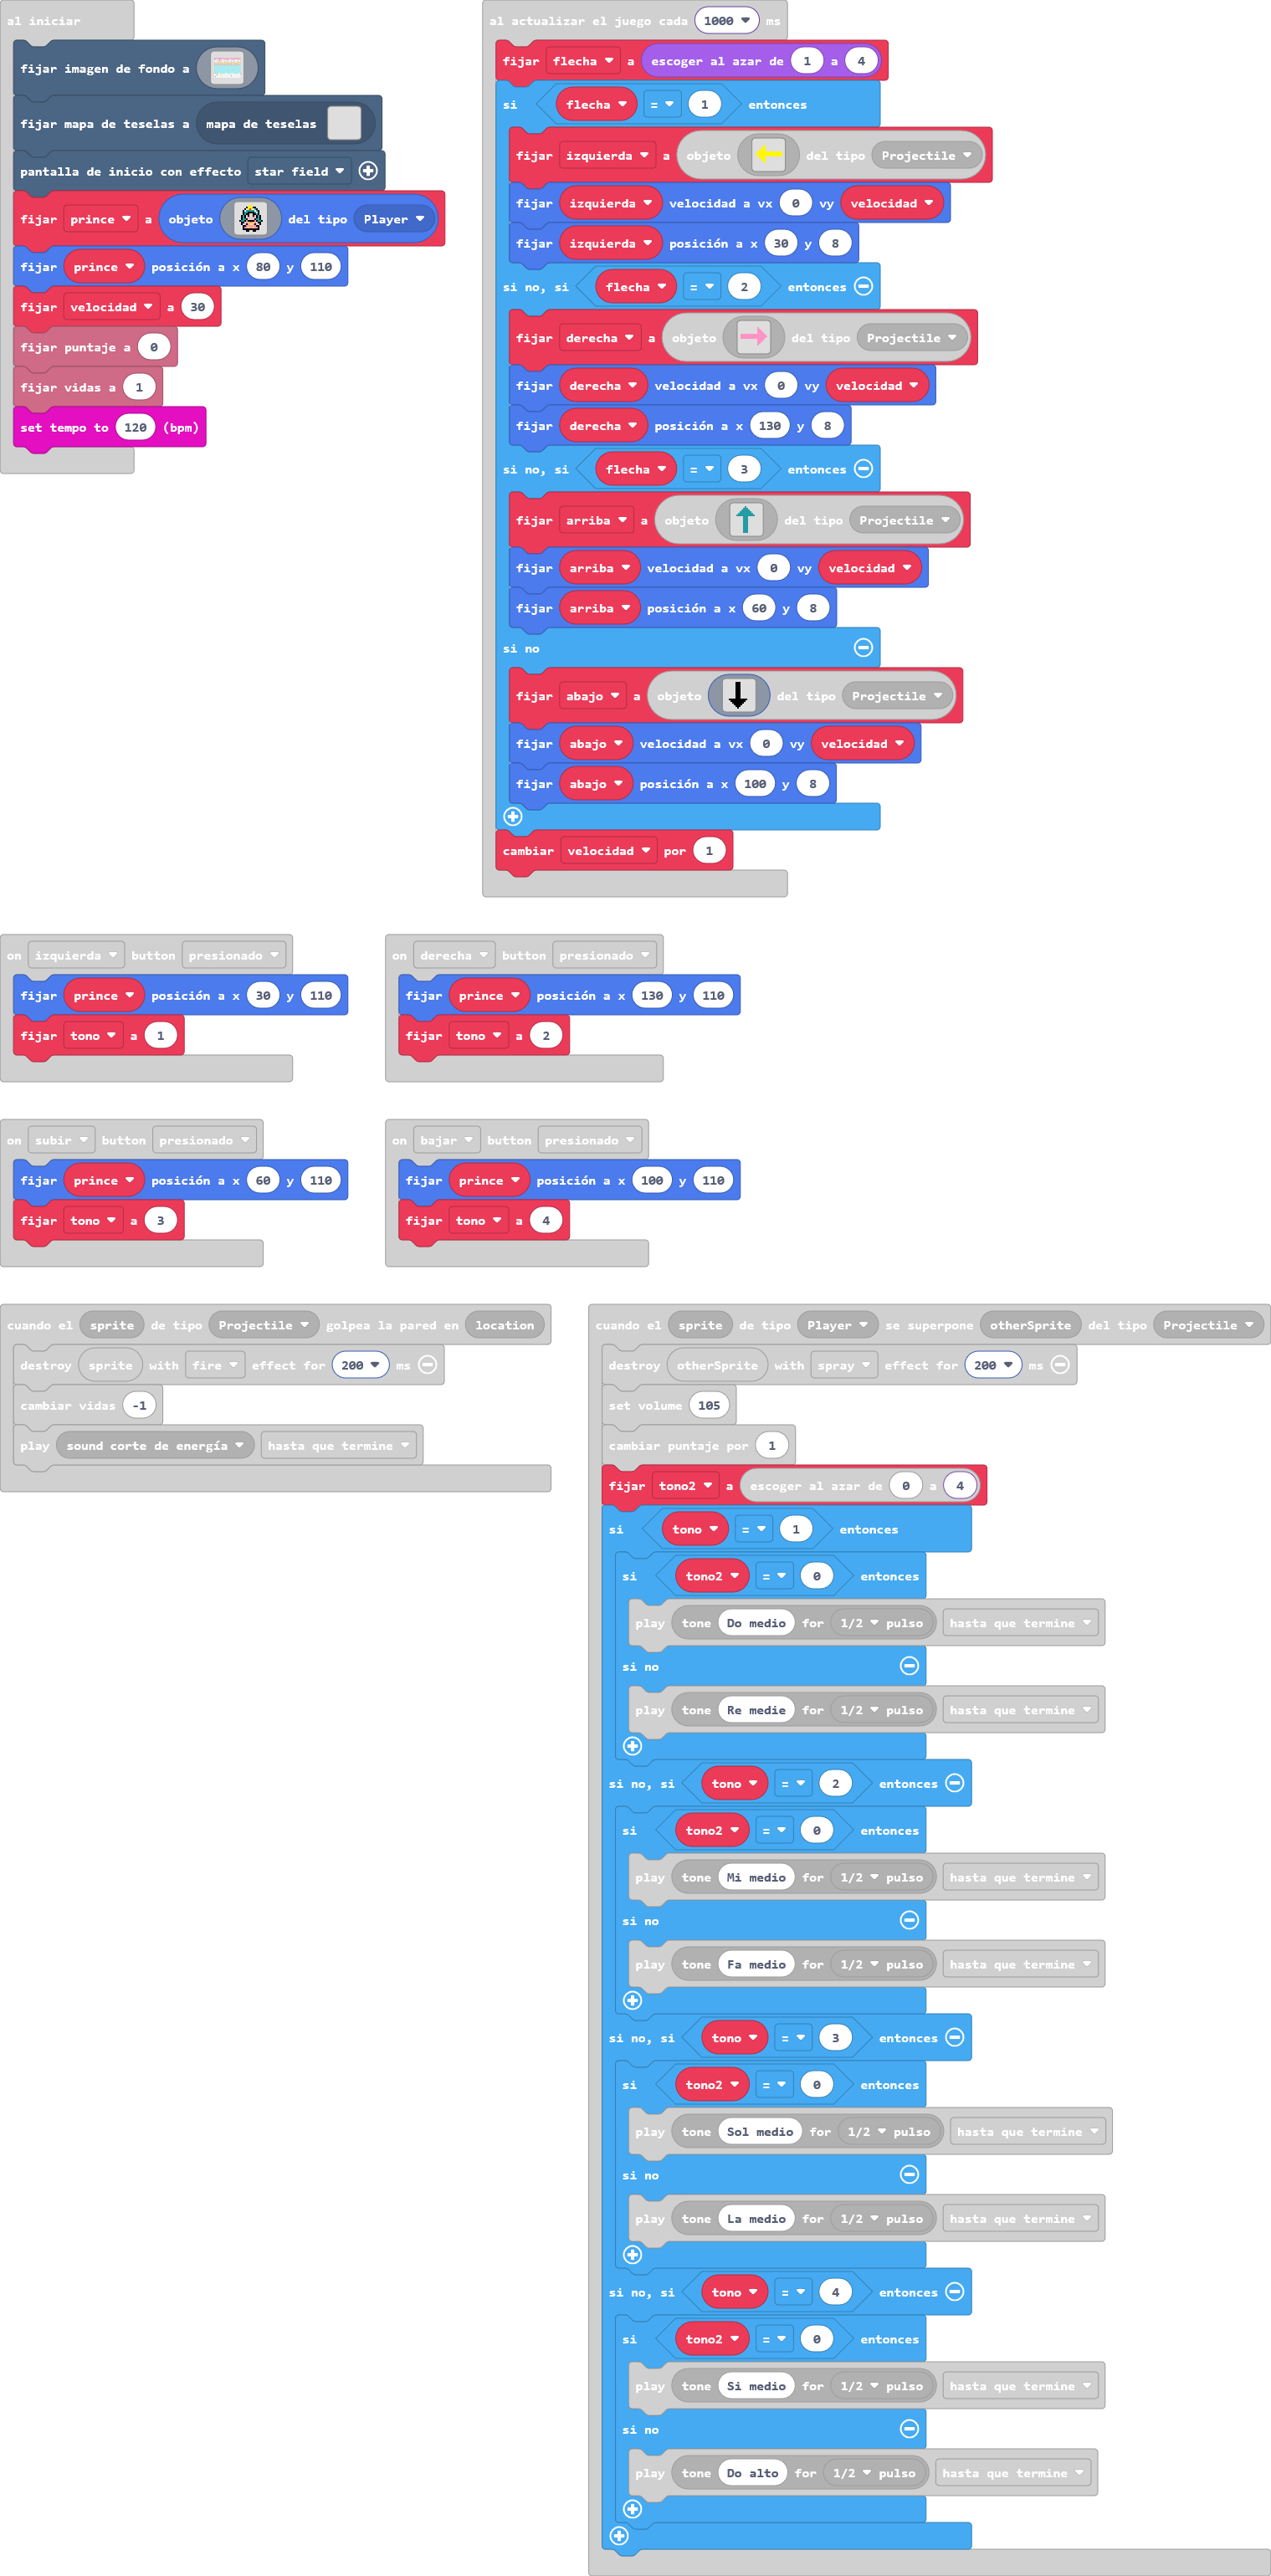 al iniciar
fijar imagen de fondo a
fijar mapa de teselas a mapa de teselas
pantalla de inicio con effecto star field
fijar prince a objeto del tipo Player
fijar prince posición a x 80 y 110
fijar velocidad a 30
fijar puntaje a 0
fijar vidas a 1
set tempo to 120 (bpm)
al actualizar el juego cada 1000 ms
fijar flecha a escoger al azar de 1 a 4
si flecha = 1 entonces
fijar izquierda a objeto del tipo Projectile
fijar izquierda velocidad a vx 0 vy velocidad
fijar izquierda posición a x 30 y 8
si no, si flecha = 2 entonces
fijar derecha a objeto del tipo Projectile
fijar derecha velocidad a vx 0 vy velocidad
fijar derecha posición a x 130 y 8
si no, si flecha = 3 entonces
fijar arriba a objeto del tipo Projectile
fijar arriba velocidad a vx 0 vy velocidad
fijar arriba posición a x 60 y 8
si no
fijar abajo a objeto del tipo Projectile
fijar abajo velocidad a vx 0 vy velocidad
fijar abajo posición a x 100 y 8
cambiar velocidad por 1
on izquierda button presionado
fijar prince posición a x 30 y 110
fijar tono a 1
on derecha button presionado
fijar prince posición a x 130 y 110
fijar tono a 2
on subir button presionado
fijar prince posición a x 60 y 110
fijar tono a 3
on bajar button presionado
fijar prince posición a x 100 y 110
fijar tono a 4
cuando el sprite de tipo Projectile golpea la pared en location
destroy sprite with fire effect for 200 ms
cambiar vidas -1
play sound corte de energía hasta que termine
cuando el sprite de tipo Player se superpone otherSprite del tipo Projectile
destroy otherSprite with spray effect for 200 ms
set volume 105
cambiar puntaje por 1
fijar tono2 a escoger al azar de 0 a 4
si tono = 1 entonces
si tono2 = 0 entonces
play tone Do medio for 1/2 pulso hasta que termine
si no
play tone Re medie for 1/2 pulso hasta que termine
si no, si tono = 2 entonces
si tono2 = 0 entonces
play tone Mi medio for 1/2 pulso hasta que termine
si no
play tone Fa medio for 1/2 pulso hasta que termine
si no, si tono = 3 entonces
si tono2 = 0 entonces
play tone Sol medio for 1/2 pulso hasta que termine
si no
play tone La medio for 1/2 pulso hasta que termine
si no, si tono = 4 entonces
si tono2 = 0 entonces
play tone Si medio for 1/2 pulso hasta que termine
si no
play tone Do alto for 1/2 pulso hasta que termine